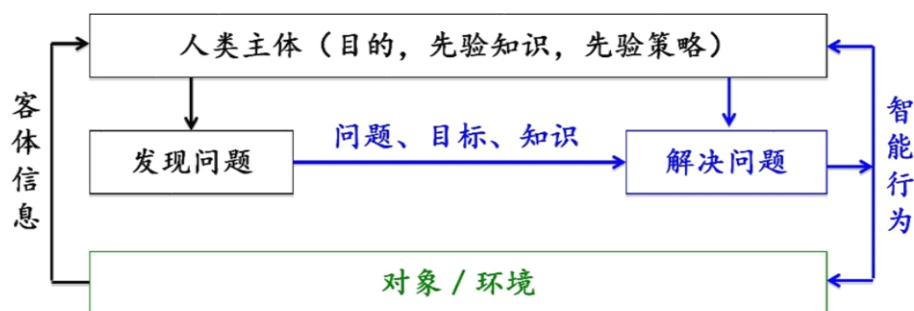 人类主体（目的，先验知识，先验策略）
客体信息
问题、目标、知识
发现问题
解决问题
智能行为
对象／环境